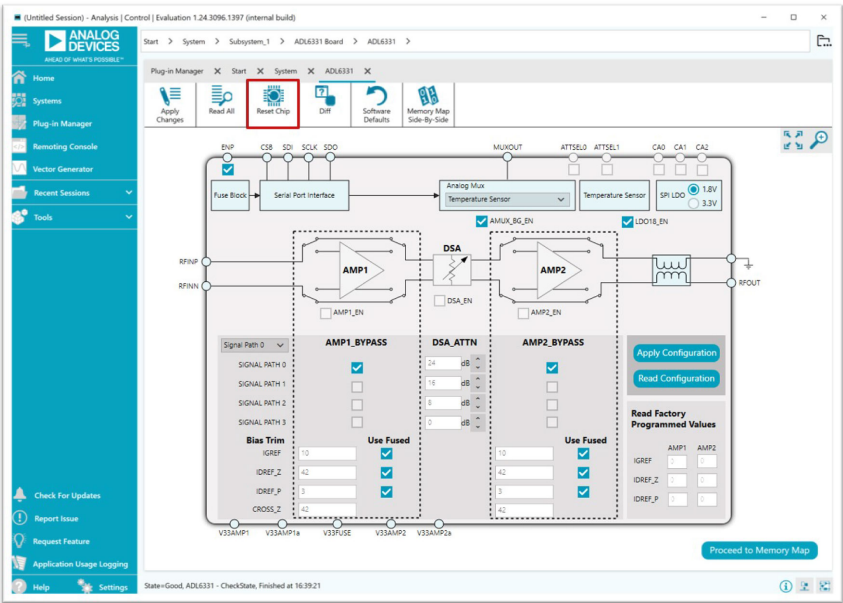 (Untitled Session) - Analysis | Control | Evaluation 1.24.3096.1397 (internal build)
ANALOG
DEVICES
AHEAD OF WHAT'S POSSIBLE™
Start > System > Subsystem_1 > ADL6331 Board > ADL6331 >
Home
Systems
Plug-in Manager
Remoting Console
Vector Generator
Recent Sessions
Tools
Check For Updates
Report Issue
Request Feature
Application Usage Logging
Help
Settings
Plug-in Manager X Start X System X ADL6331 X
Apply
Changes
Read All
Reset Chip
Diff
Software
Defaults
Memory Map
Side-By-Side
ENP CSB SDI SCLK SDO MUXOUT ATTSEL0 ATTSEL1 CA0 CA1 CA2
Fuse Block
Serial Port Interface
Analog Mux
Temperature Sensor
Temperature Sensor
SPI LDO
1.8V
3.3V
AMUX_BG_EN
LDO18_EN
RFINP
RFINN
AMP1
DSA
AMP2
RFOUT
AMP1_EN
DSA_EN
AMP2_EN
Signal Path 0
AMP1_BYPASS
DSA_ATTN
AMP2_BYPASS
SIGNAL PATH 0 24 dB
SIGNAL PATH 1 16 dB
SIGNAL PATH 2 8 dB
SIGNAL PATH 3 0 dB
Apply Configuration
Read Configuration
Bias Trim Use Fused Use Fused
IGREF 10 10
IDREF_Z 42 42
IDREF_P 3 3
CROSS_Z 42 42
Read Factory
Programmed Values
AMP1 AMP2
IGREF 0 0
IDREF_Z 0 0
IDREF_P 0 0
V33AMP1 V33AMP1a V33FUSE V33AMP2 V33AMP2a
Proceed to Memory Map
State=Good, ADL6331 - CheckState, Finished at 16:39:21